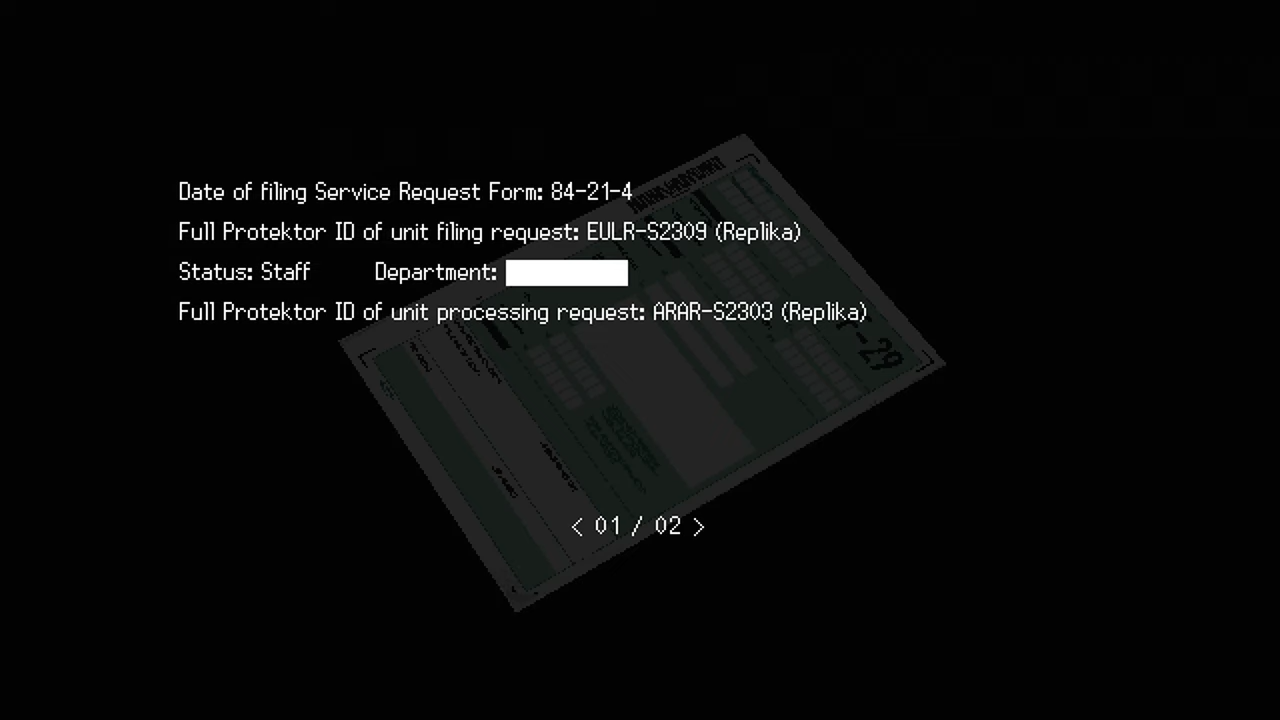 Date of filing Service Request Form: 84-21-4
Full Protektor ID of unit filing request: EULR-S2309 (Replika)
Status: Staff Department:
Full Protektor ID of unit processing request: ARAR-S2303 (Replika)
< 01 / 02 >